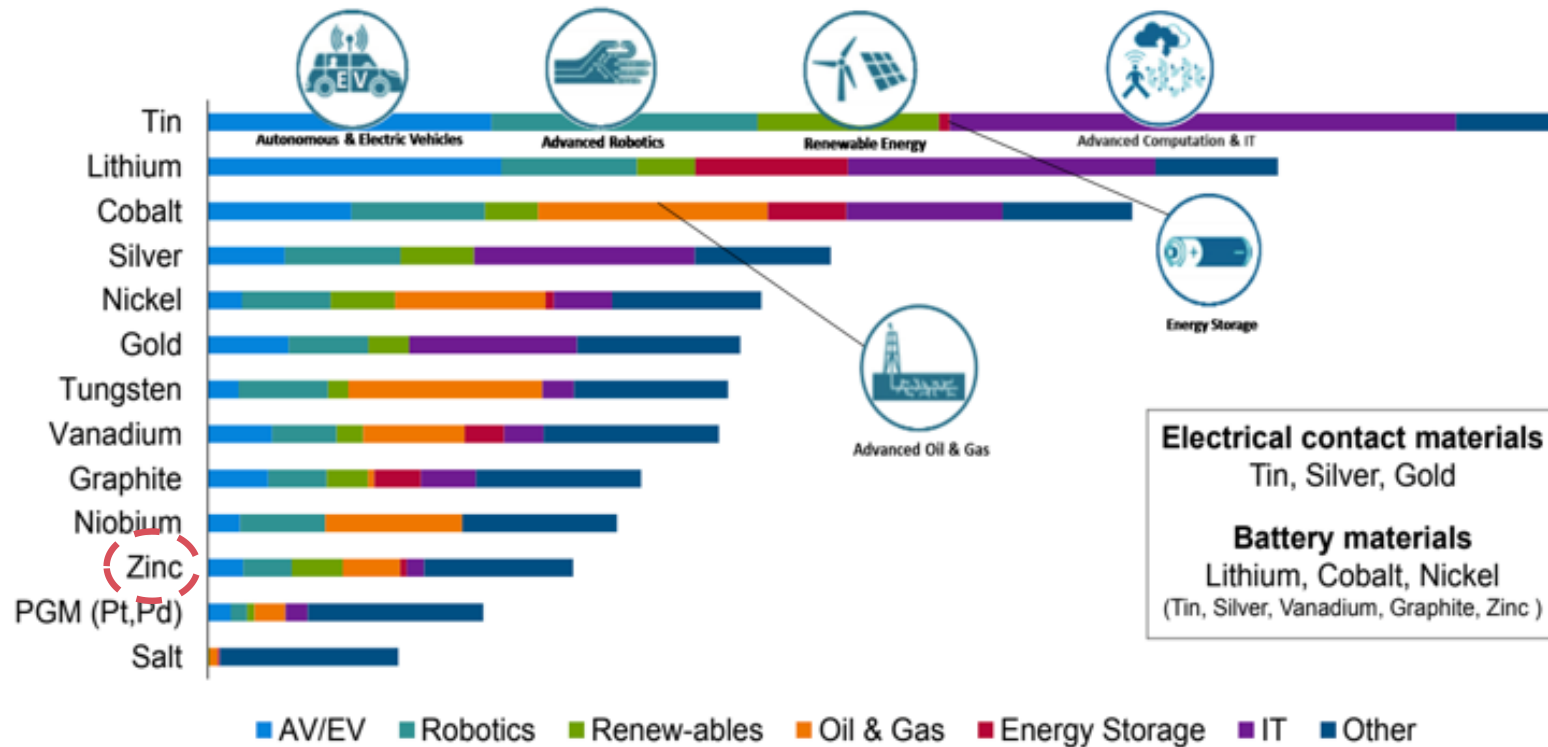 E V
Tin
Autonomous & Electric Vehicles
Advanced Robotics
Renewable Energy
Advanced Computation & IT
Lithium
Cobalt
Silver
Nickel
Energy Storage
Gold
Tungsten
Vanadium
Advanced Oil & Gas
Graphite
Niobium
Zinc
PGM (Pt,Pd)
Salt
Electrical contact materials
Tin, Silver, Gold
Battery materials
Lithium, Cobalt, Nickel
(Tin, Silver, Vanadium, Graphite, Zinc )
AV/EV Robotics Renew-ables Oil & Gas Energy Storage IT Other